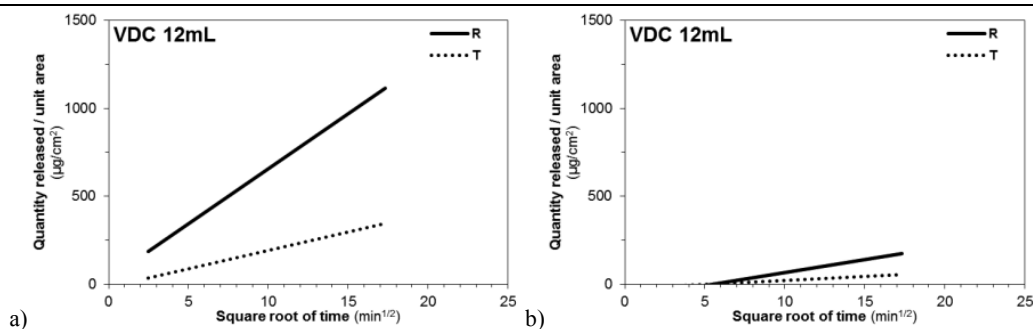 VDC 12mL
R
T
1500
1000
500
0
Quantity released / unit area
(µg/cm²)
0 5 10 15 20 25
Square root of time (min¹/²)
a)
VDC 12mL
R
T
1500
1000
500
0
Quantity released / unit area
(µg/cm²)
0 5 10 15 20 25
Square root of time (min¹/²)
b)